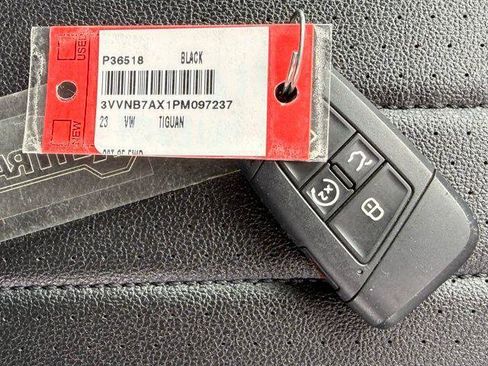 USED
NEW
P36518 BLACK
3VVNB7AX1PM097237
23 VW TIGUAN